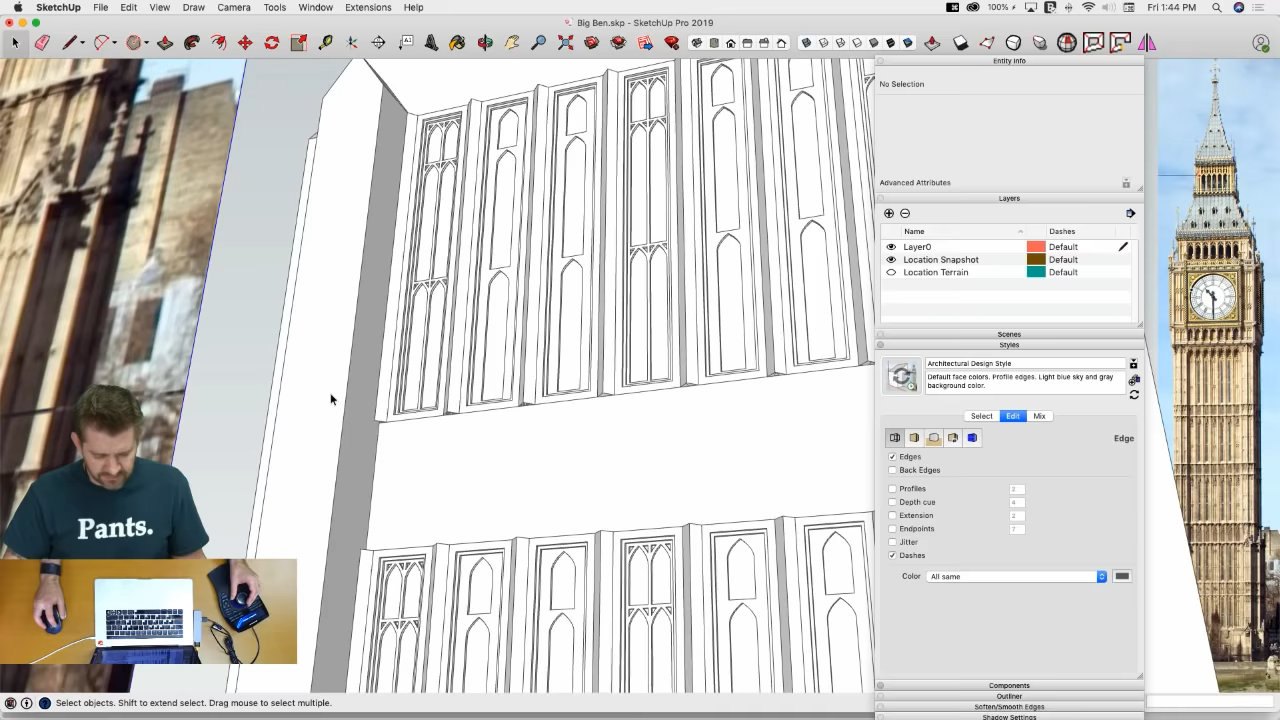 SketchUp File Edit View Draw Camera Tools Window Extensions Help 100% Fri 1:44 PM
Big Ben.skp - SketchUp Pro 2019
Entity Info
No Selection
Advanced Attributes
Layers
Name Dashes
Layer0 Default
Location Snapshot Default
Location Terrain Default
Scenes
Styles
Architectural Design Style
Default face colors. Profile edges. Light blue sky and gray
background color.
Select Edit Mix
Edge
Edges
Back Edges
Profiles 2
Depth cue 4
Extension 2
Endpoints 7
Jitter
Dashes
Color All same
Pants.
Components
Outliner
Soften/Smooth Edges
Shadow Settings
Select objects. Shift to extend select. Drag mouse to select multiple.